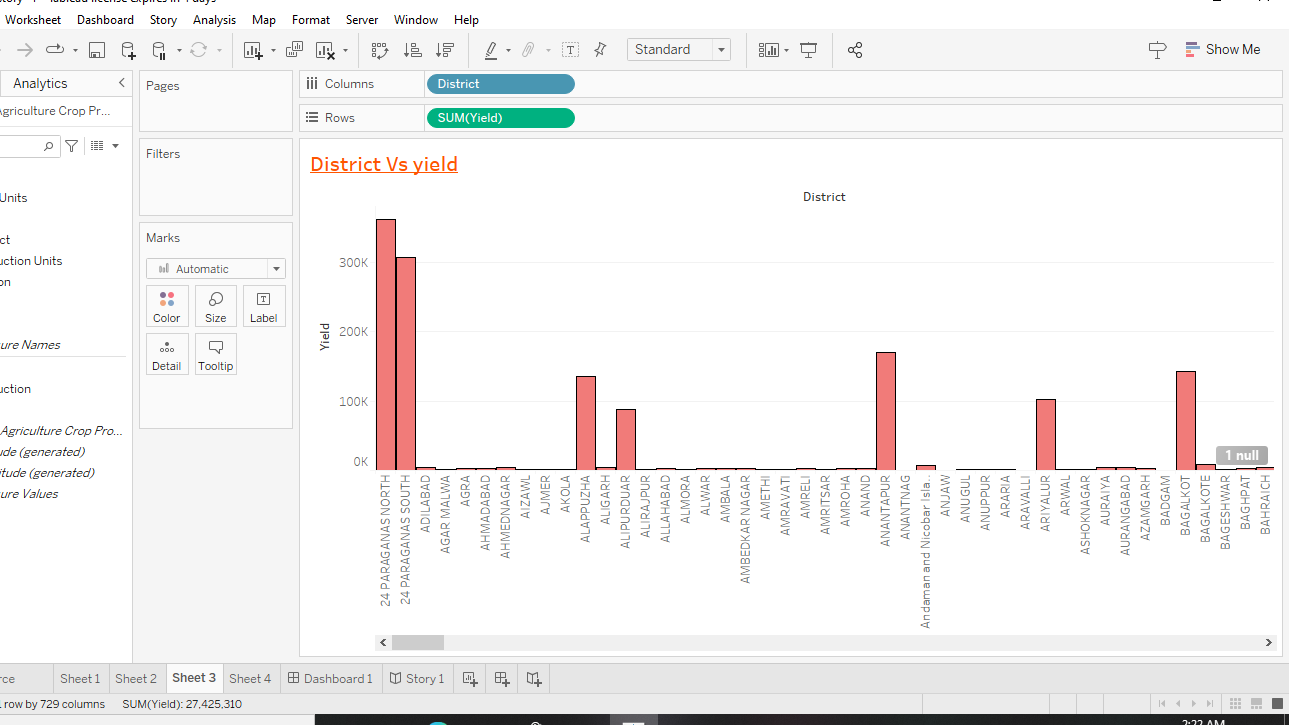 Worksheet Dashboard Story Analysis Map Format Server Window Help
Standard
Show Me
Analytics
Pages
Columns
District
Agriculture Crop Pr...
Rows
SUM(Yield)
Filters
District Vs yield
Units
District
ct
Marks
uction Units
Automatic
on
Color
Size
Label
Detail
Tooltip
ure Names
uction
Agriculture Crop Pro...
ude (generated)
itude (generated)
ure Values
Yield
300K
200K
100K
0K
1 null
24 PARAGANAS NORTH
24 PARAGANAS SOUTH
ADILABAD
AGAR MALWA
AGRA
AHMADABAD
AHMEDNAGAR
AIZAWL
AJMER
AKOLA
ALAPPUZHA
ALIGARH
ALIPURDUAR
ALIRAJPUR
ALLAHABAD
ALMORA
ALWAR
AMBALA
AMBEDKAR NAGAR
AMETHI
AMRAVATI
AMRELI
AMRITSAR
AMROHA
ANAND
ANANTAPUR
ANANTNAG
Andaman and Nicobar Isla..
ANJAW
ANUGUL
ANUPPUR
ARARIA
ARAVALLI
ARIYALUR
ARWAL
ASHOKNAGAR
AURAIYA
AURANGABAD
AZAMGARH
BADGAM
BAGALKOT
BAGALKOTE
BAGESHWAR
BAGHPAT
BAHRAICH
rce
Sheet 1
Sheet 2
Sheet 3
Sheet 4
Dashboard 1
Story 1
1 row by 729 columns
SUM(Yield): 27,425,310
2:22 AM